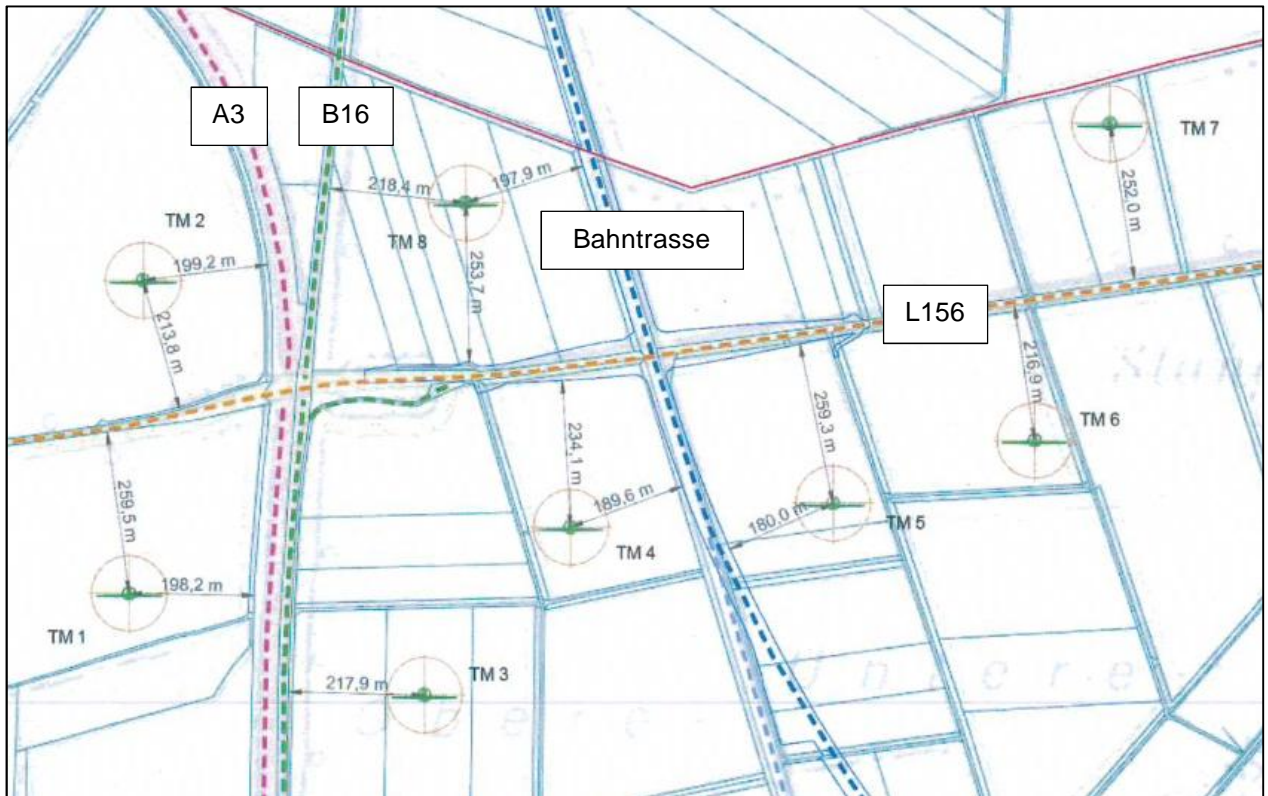 A3
B16
TM 7
218,4 m
197,9 m
252,0 m
TM 2
TM 8
Bahntrasse
199,2 m
253,7 m
213,8 m
L156
216,9 m
259,3 m
TM 6
259,5 m
234,1 m
189,6 m
180,0 m
TM 5
TM 4
198,2 m
TM 1
TM 3
217,9 m
U n t e r e -